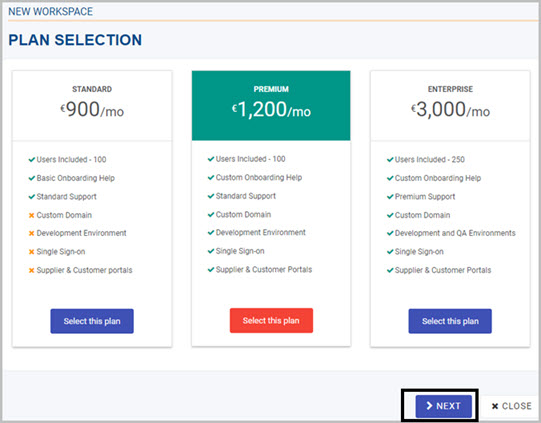 NEW WORKSPACE
PLAN SELECTION
STANDARD
€900/mo
Users Included - 100
Basic Onboarding Help
Standard Support
Custom Domain
Development Environment
Single Sign-on
Supplier & Customer portals
Select this plan
PREMIUM
€1,200/mo
Users Included - 100
Custom Onboarding Help
Standard Support
Custom Domain
Development Environment
Single Sign-on
Supplier & Customer Portals
Select this plan
ENTERPRISE
€3,000/mo
Users Included - 250
Custom Onboarding Help
Premium Support
Custom Domain
Development and QA Environments
Single Sign-on
Supplier & Customer Portals
Select this plan
NEXT
CLOSE